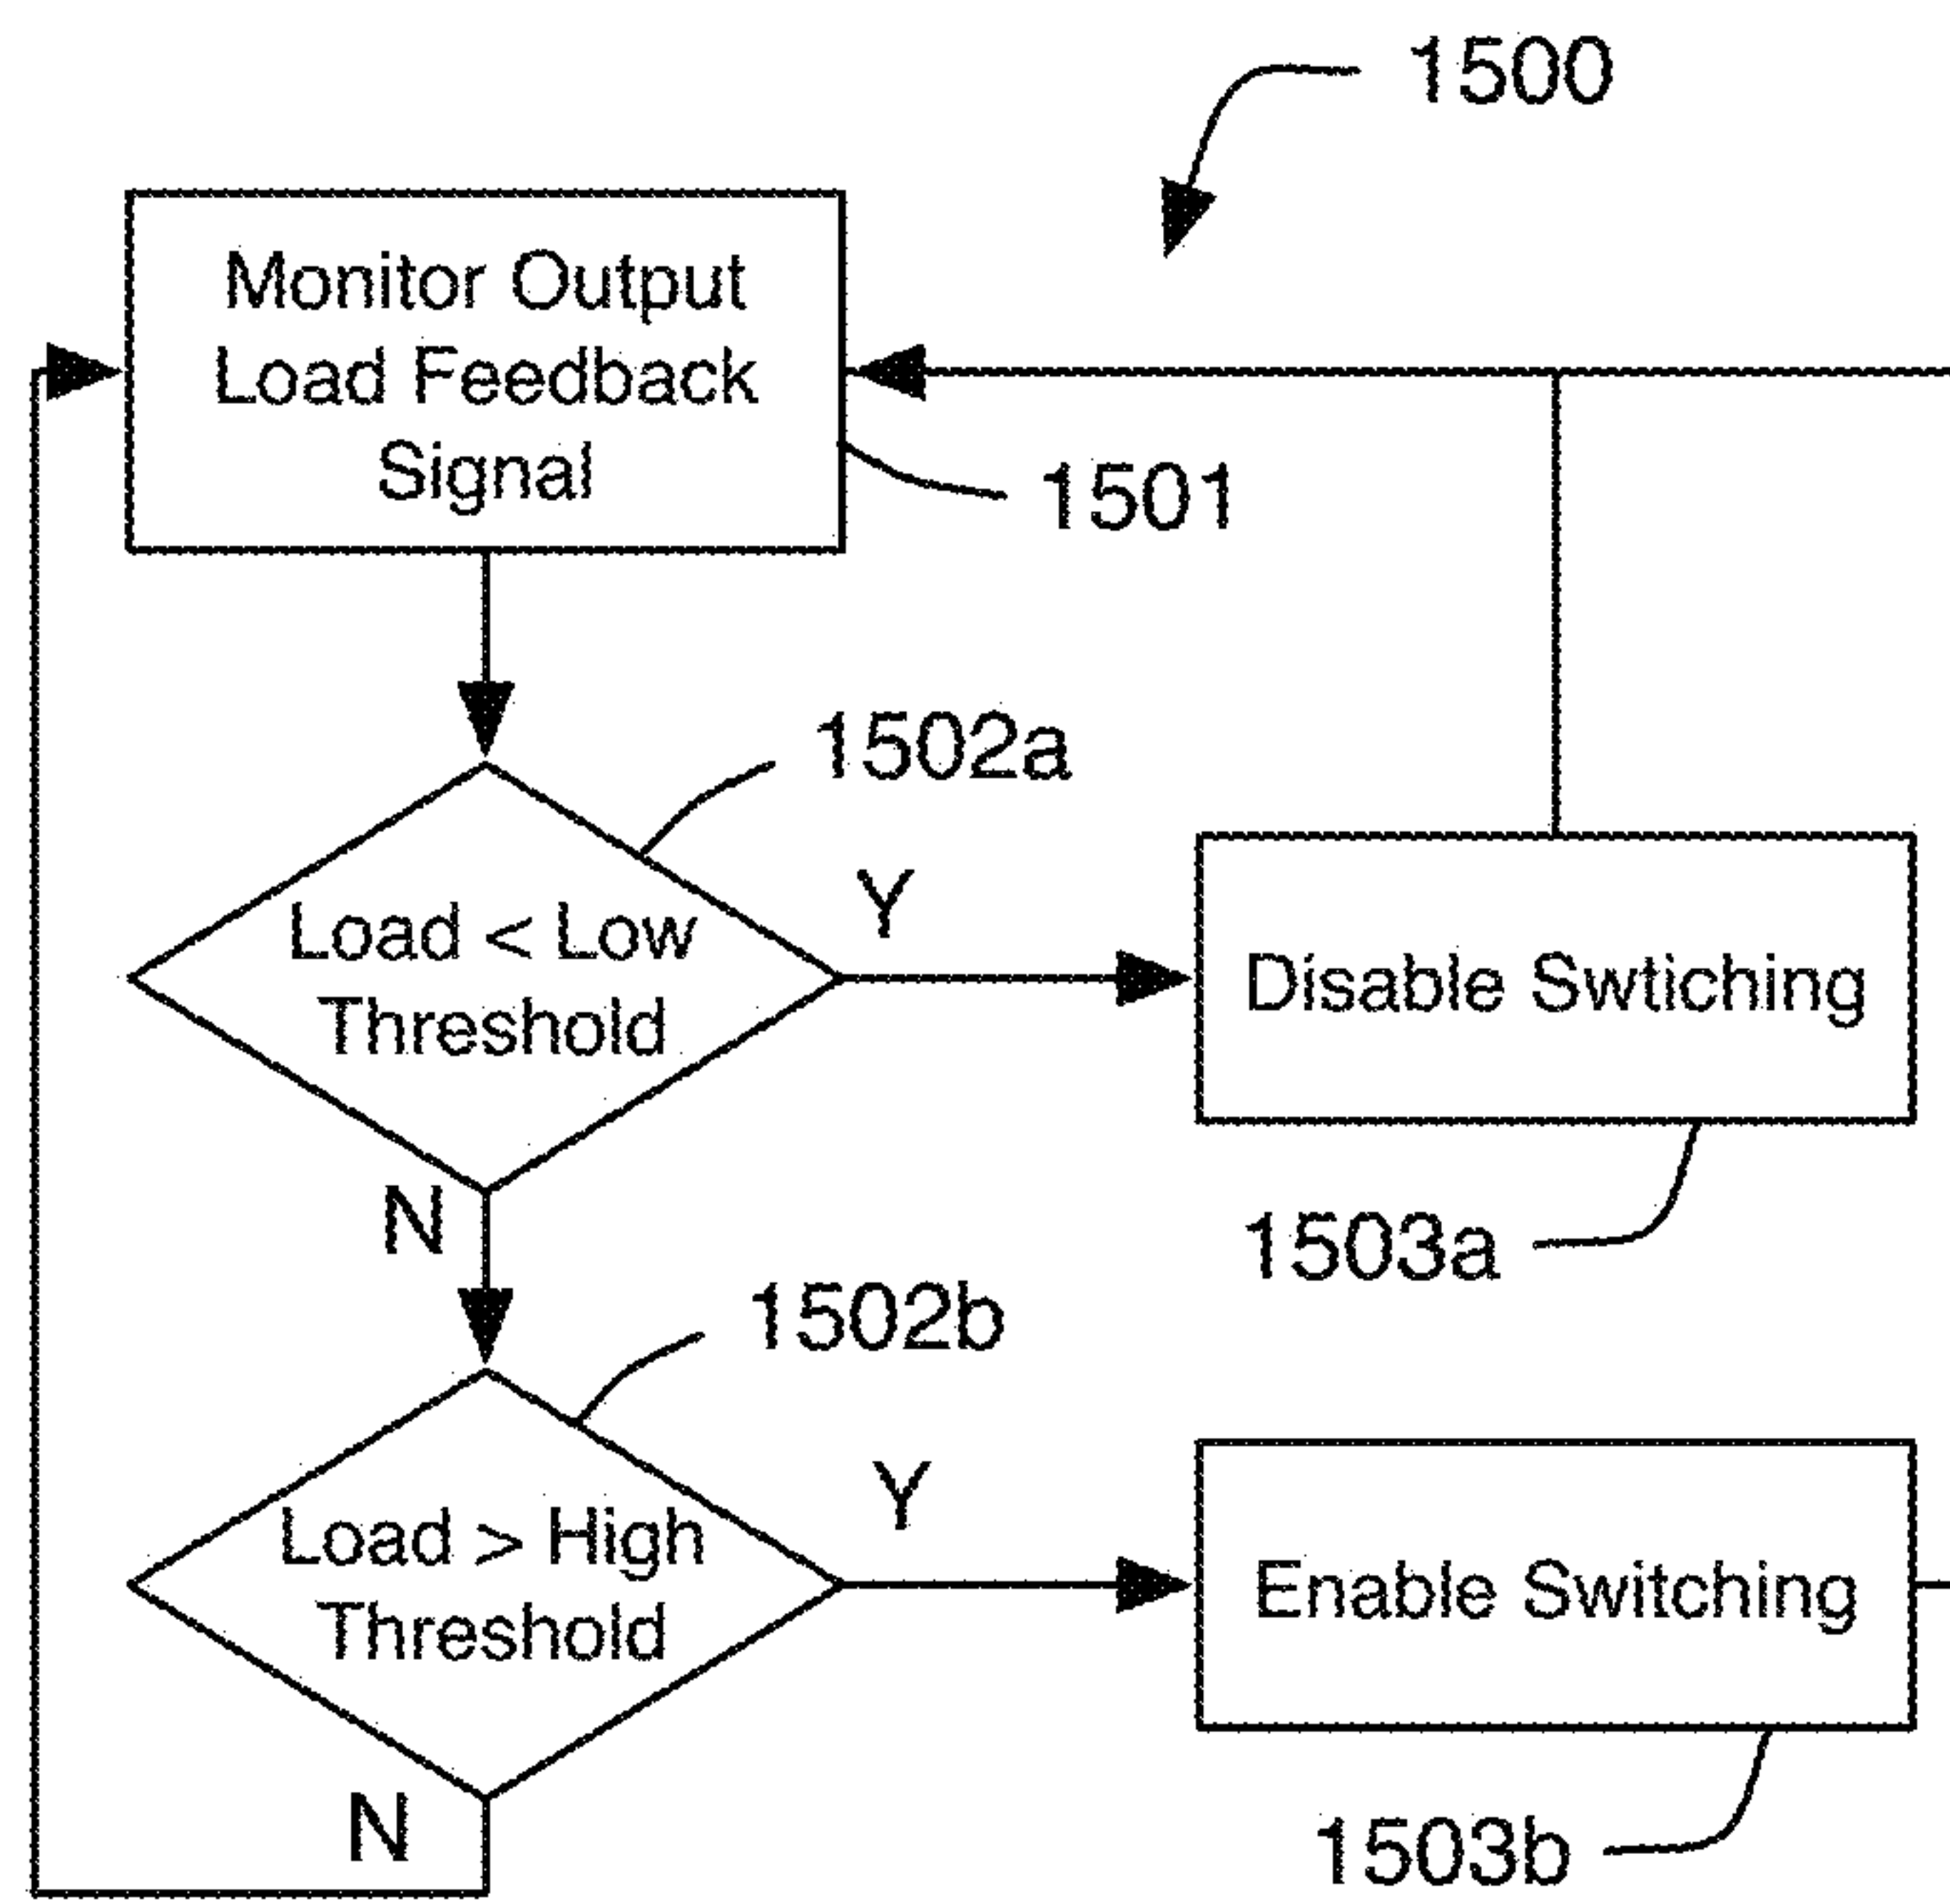 1500
Monitor Output
Load Feedback
Signal
1501
1502a
Load < Low
Threshold
Y
Disable Swtiching
N
1503a
1502b
Load > High
Threshold
Y
Enable Switching
N
1503b